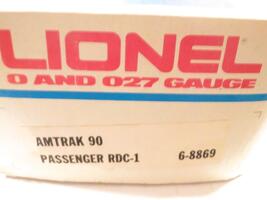 LIONEL
O AND O27 GAUGE
AMTRAK 90
PASSENGER RDC-1 6-8869